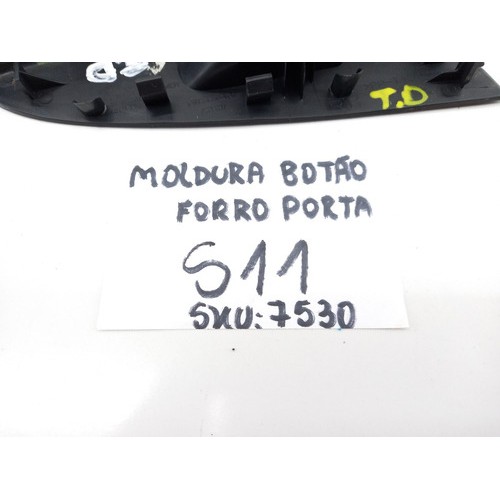 T.D
MOLDURA BOTÃO
FORRO PORTA
S11
SKU:7530